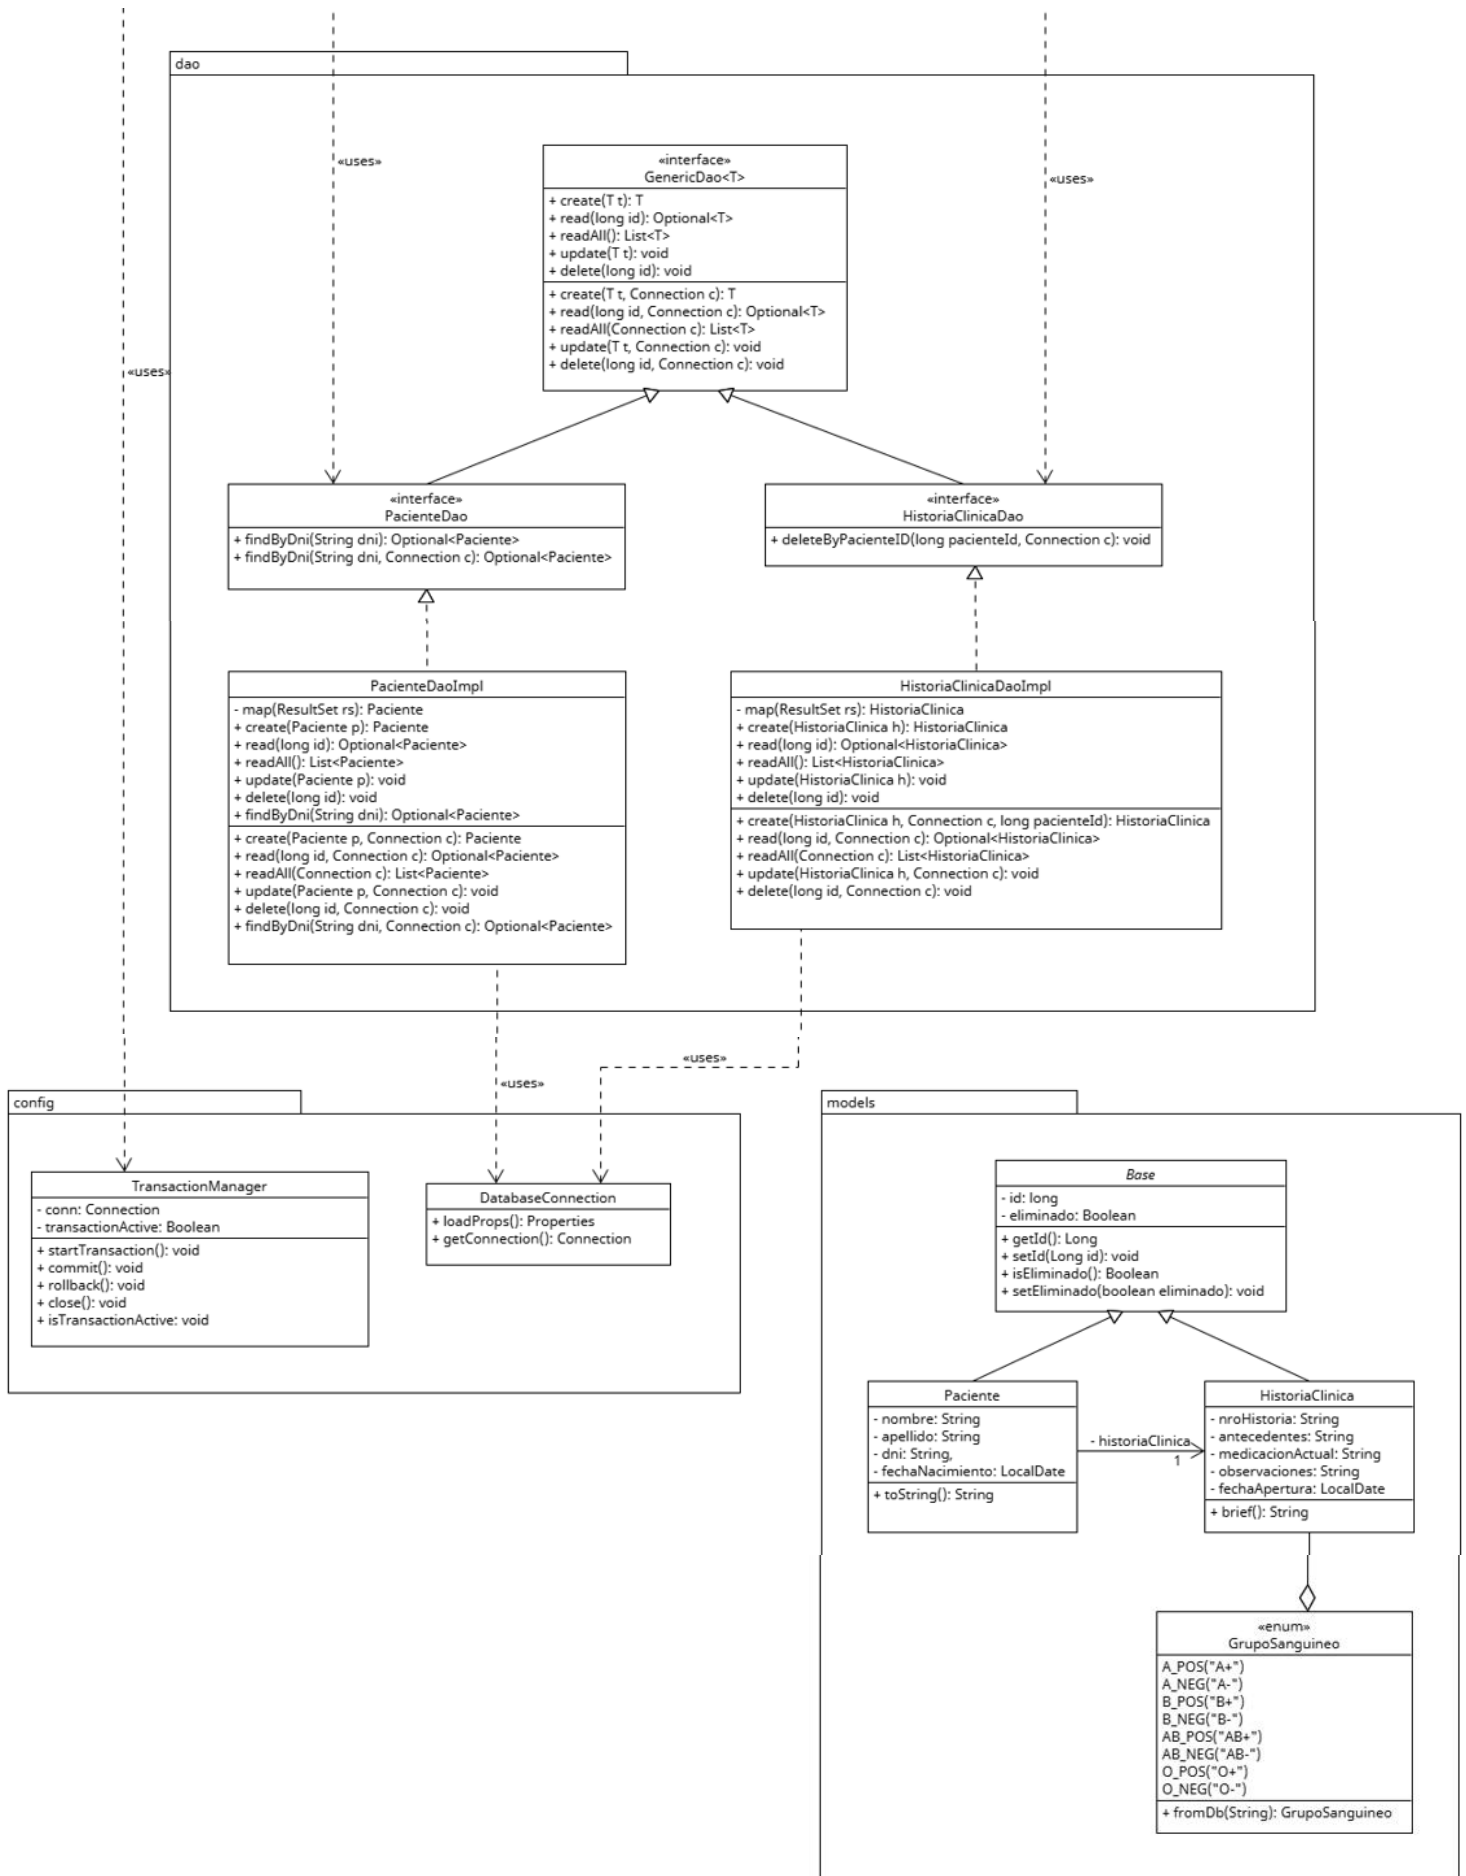 dao
«uses»
«interface»
GenericDao<T>
+ create(T t): T
+ read(long id): Optional<T>
+ readAll(): List<T>
+ update(T t): void
+ delete(long id): void
+ create(T t, Connection c): T
+ read(long id, Connection c): Optional<T>
+ readAll(Connection c): List<T>
+ update(T t, Connection c): void
+ delete(long id, Connection c): void
«uses»
«uses»
«interface»
PacienteDao
+ findByDni(String dni): Optional<Paciente>
+ findByDni(String dni, Connection c): Optional<Paciente>
«interface»
HistoriaClinicaDao
+ deleteByPacienteID(long pacienteId, Connection c): void
PacienteDaoImpl
- map(ResultSet rs): Paciente
+ create(Paciente p): Paciente
+ read(long id): Optional<Paciente>
+ readAll(): List<Paciente>
+ update(Paciente p): void
+ delete(long id): void
+ findByDni(String dni): Optional<Paciente>
+ create(Paciente p, Connection c): Paciente
+ read(long id, Connection c): Optional<Paciente>
+ readAll(Connection c): List<Paciente>
+ update(Paciente p, Connection c): void
+ delete(long id, Connection c): void
+ findByDni(String dni, Connection c): Optional<Paciente>
HistoriaClinicaDaoImpl
- map(ResultSet rs): HistoriaClinica
+ create(HistoriaClinica h): HistoriaClinica
+ read(long id): Optional<HistoriaClinica>
+ readAll(): List<HistoriaClinica>
+ update(HistoriaClinica h): void
+ delete(long id): void
+ create(HistoriaClinica h, Connection c, long pacienteId): HistoriaClinica
+ read(long id, Connection c): Optional<HistoriaClinica>
+ readAll(Connection c): List<HistoriaClinica>
+ update(HistoriaClinica h, Connection c): void
+ delete(long id, Connection c): void
«uses»
«uses»
config
TransactionManager
- conn: Connection
- transactionActive: Boolean
+ startTransaction(): void
+ commit(): void
+ rollback(): void
+ close(): void
+ isTransactionActive: void
DatabaseConnection
+ loadProps(): Properties
+ getConnection(): Connection
models
Base
- id: long
- eliminado: Boolean
+ getId(): Long
+ setId(Long id): void
+ isEliminado(): Boolean
+ setEliminado(boolean eliminado): void
Paciente
- nombre: String
- apellido: String
- dni: String,
- fechaNacimiento: LocalDate
+ toString(): String
- historiaClinica
1
HistoriaClinica
- nroHistoria: String
- antecedentes: String
- medicacionActual: String
- observaciones: String
- fechaApertura: LocalDate
+ brief(): String
«enum»
GrupoSanguineo
A_POS("A+")
A_NEG("A-")
B_POS("B+")
B_NEG("B-")
AB_POS("AB+")
AB_NEG("AB-")
O_POS("O+")
O_NEG("O-")
+ fromDb(String): GrupoSanguineo